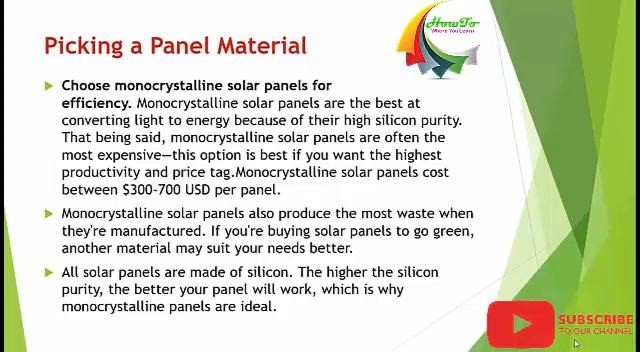 HowTo
Where You Learn
Picking a Panel Material
Choose monocrystalline solar panels for
efficiency. Monocrystalline solar panels are the best at
converting light to energy because of their high silicon purity.
That being said, monocrystalline solar panels are often the
most expensive—this option is best if you want the highest
productivity and price tag.Monocrystalline solar panels cost
between $300-700 USD per panel.
Monocrystalline solar panels also produce the most waste when
they're manufactured. If you're buying solar panels to go green,
another material may suit your needs better.
All solar panels are made of silicon. The higher the silicon
purity, the better your panel will work, which is why
monocrystalline panels are ideal.
SUBSCRIBE
TO OUR CHANNEL